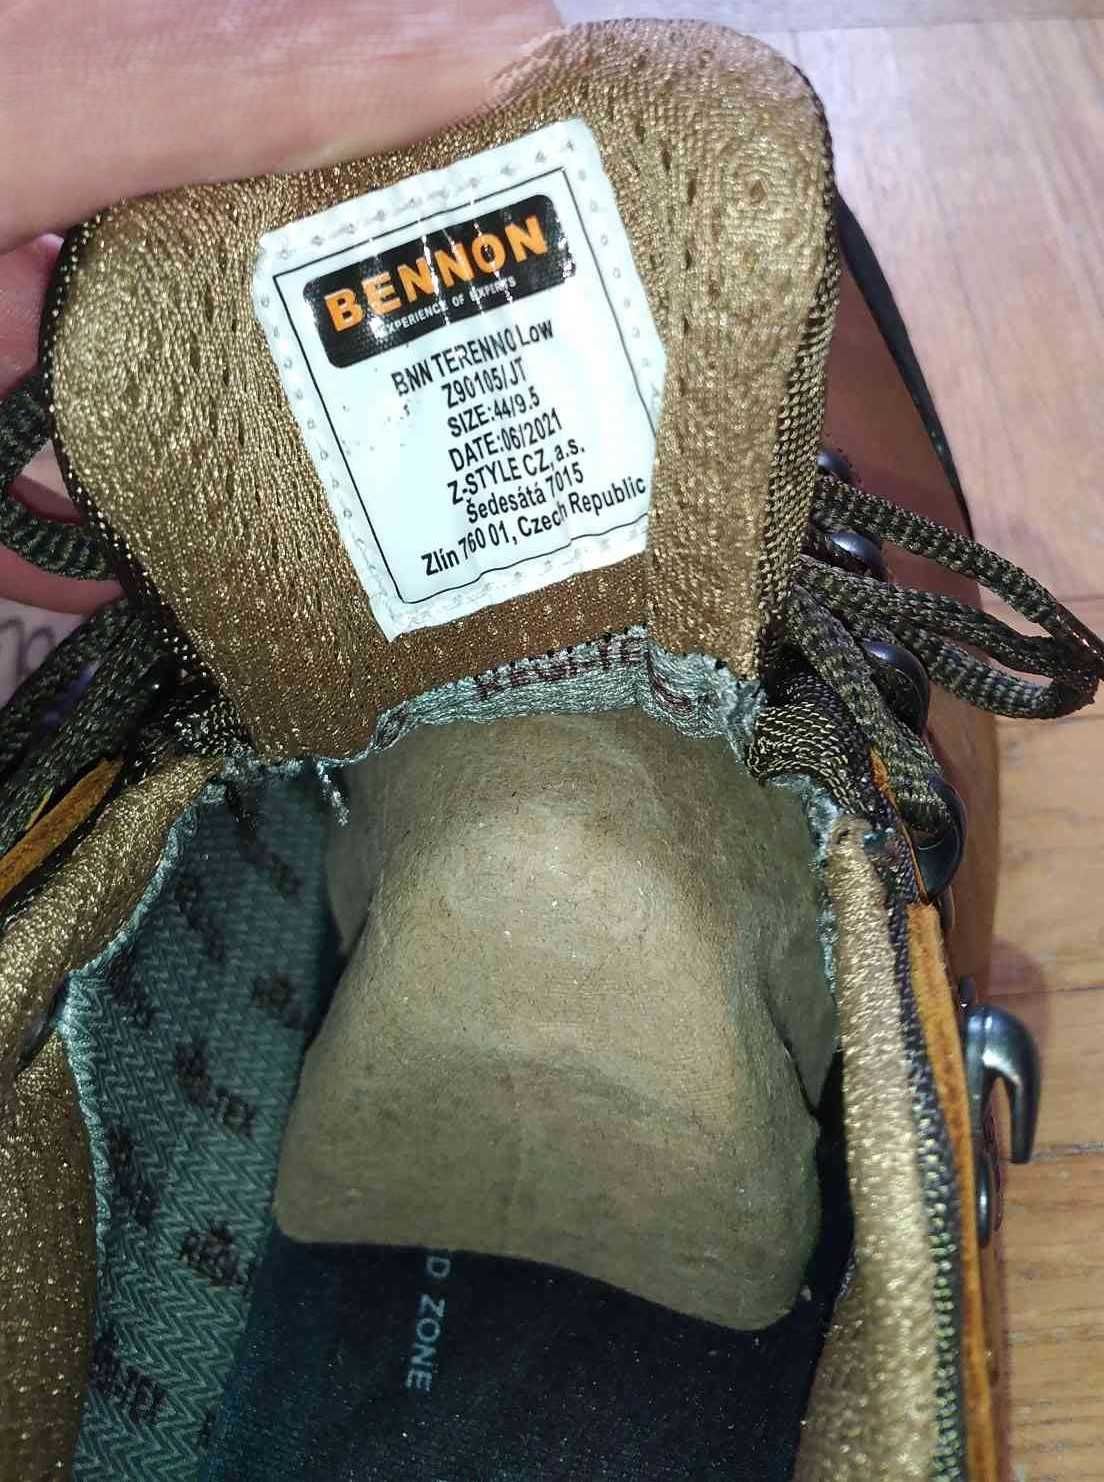 BENNON
EXPERIENCE OF EXPERTS
BNN TERENNO Low
Z90105/JT
SIZE:44/9.5
DATE:06/2021
Z-STYLE CZ, a.s.
Šedesátá 7015
Zlín 760 01, Czech Republic
D ZONE